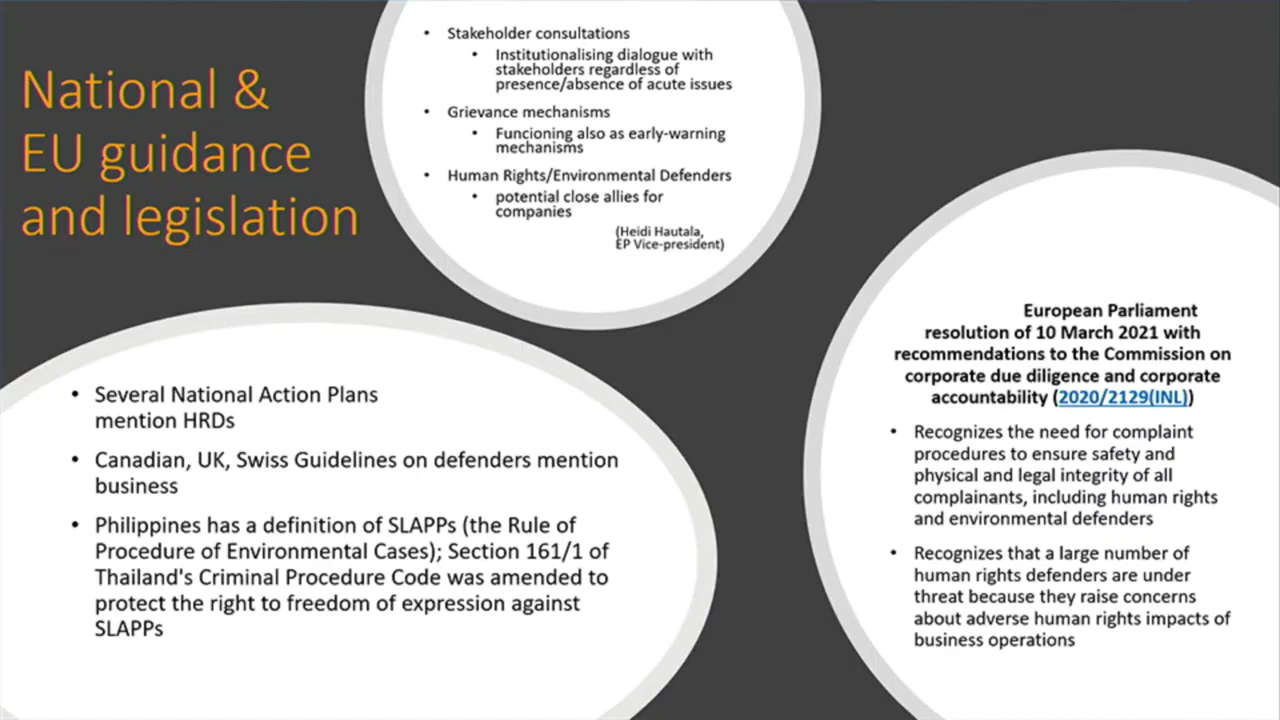 National &
EU guidance
and legislation
• Stakeholder consultations
• Institutionalising dialogue with
stakeholders regardless of
presence/absence of acute issues
• Grievance mechanisms
• Funcioning also as early-warning
mechanisms
• Human Rights/Environmental Defenders
• potential close allies for
companies
(Heidi Hautala,
EP Vice-president)
• Several National Action Plans
mention HRDs
• Canadian, UK, Swiss Guidelines on defenders mention
business
• Philippines has a definition of SLAPPs (the Rule of
Procedure of Environmental Cases); Section 161/1 of
Thailand's Criminal Procedure Code was amended to
protect the right to freedom of expression against
SLAPPs
European Parliament
resolution of 10 March 2021 with
recommendations to the Commission on
corporate due diligence and corporate
accountability (2020/2129(INL))
• Recognizes the need for complaint
procedures to ensure safety and
physical and legal integrity of all
complainants, including human rights
and environmental defenders
• Recognizes that a large number of
human rights defenders are under
threat because they raise concerns
about adverse human rights impacts of
business operations